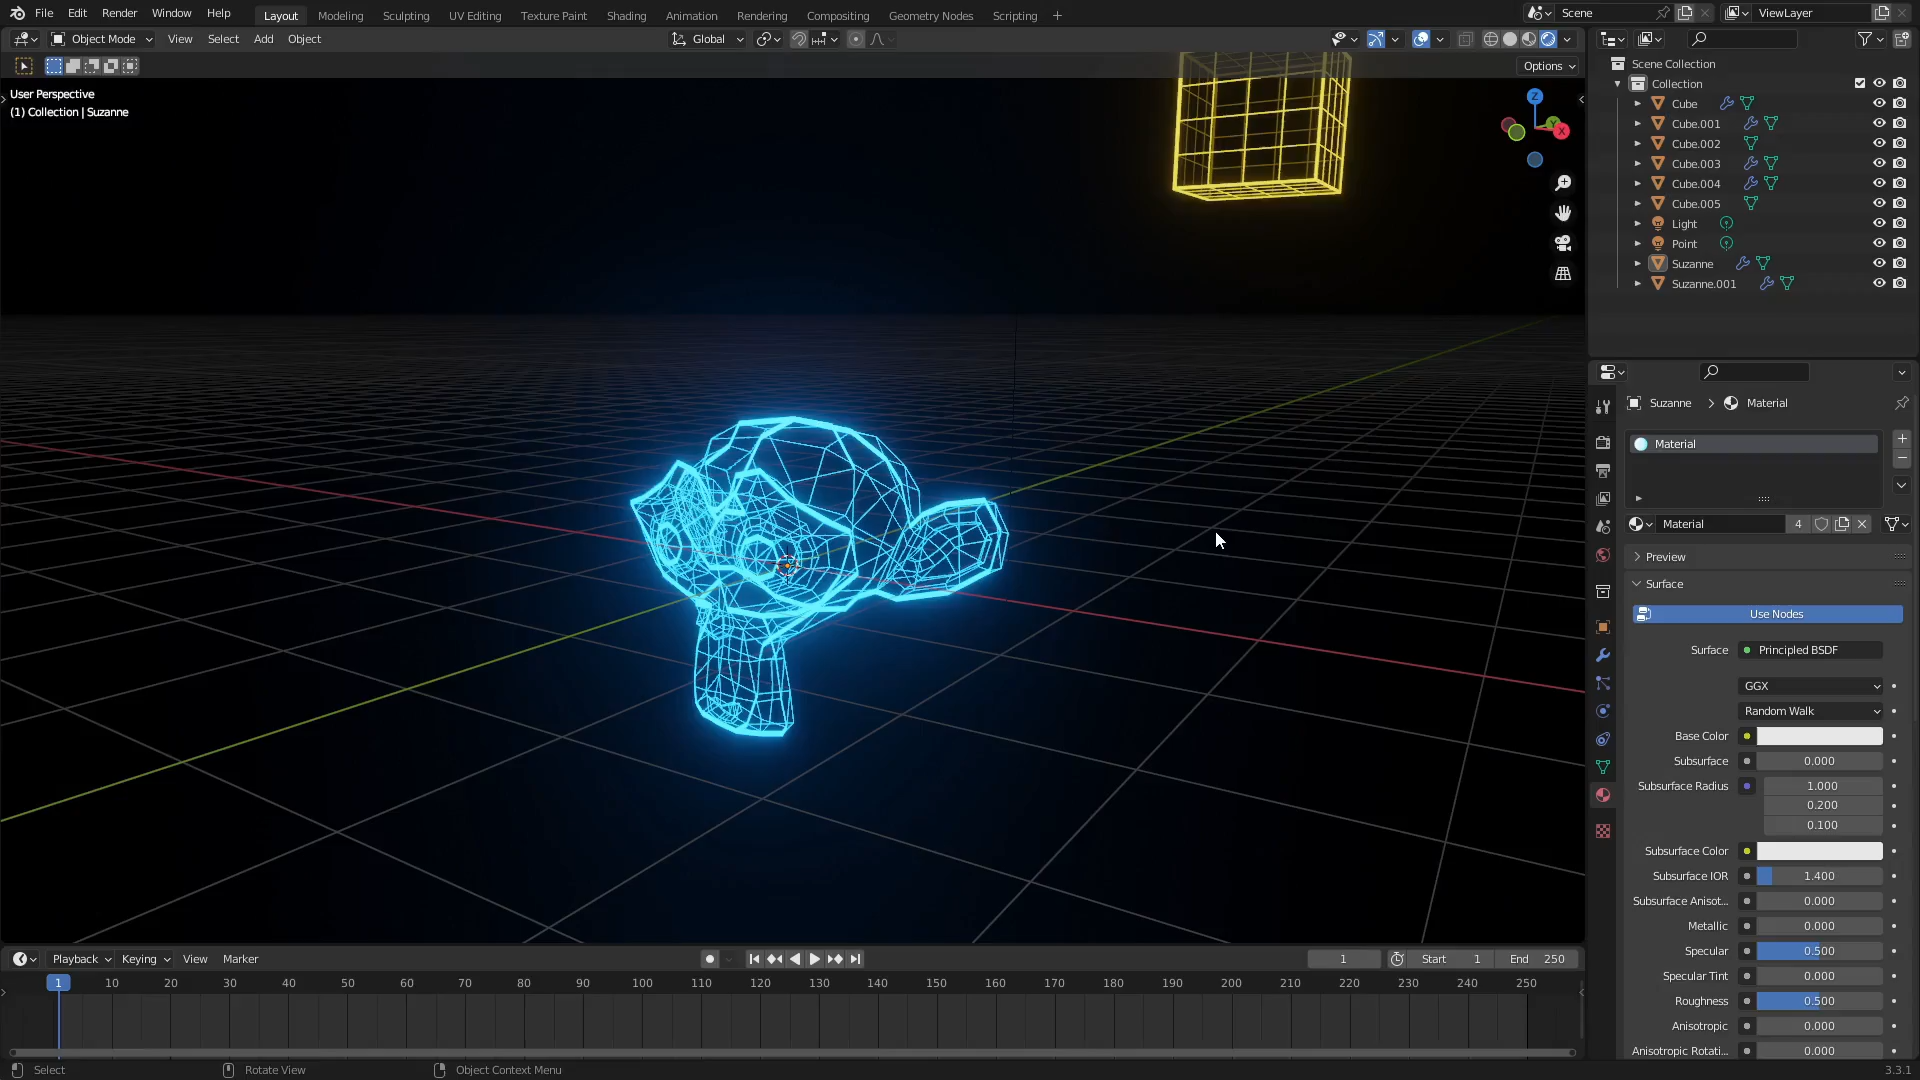 File Edit Render Window Help Layout Modeling Sculpting UV Editing Texture Paint Shading Animation Rendering Compositing Geometry Nodes Scripting + Scene ViewLayer
Object Mode View Select Add Object Global
Options
User Perspective
(1) Collection | Suzanne
Z
Y
X
Scene Collection
Collection
Cube
Cube.001
Cube.002
Cube.003
Cube.004
Cube.005
Light
Point
Suzanne
Suzanne.001
Suzanne > Material
Material
Material 4
Preview
Surface
Use Nodes
Surface Principled BSDF
GGX
Random Walk
Base Color
Subsurface 0.000
Subsurface Radius 1.000
0.200
0.100
Subsurface Color
Subsurface IOR 1.400
Subsurface Anisot... 0.000
Metallic 0.000
Specular 0.500
Specular Tint 0.000
Roughness 0.500
Anisotropic 0.000
Anisotropic Rotati... 0.000
Playback Keying View Marker 1 Start 1 End 250
1 10 20 30 40 50 60 70 80 90 100 110 120 130 140 150 160 170 180 190 200 210 220 230 240 250
Select Rotate View Object Context Menu 3.3.1